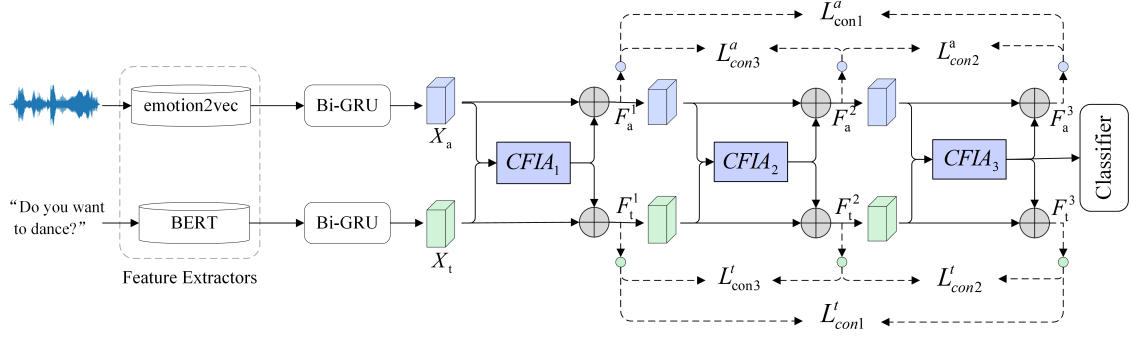 L^a_con1
L^a_con3
L^a_con2
emotion2vec
Bi-GRU
X_a
F_a^1
F_a^2
F_a^3
CFIA_1
CFIA_2
CFIA_3
Classifier
“Do you want
to dance?”
BERT
Bi-GRU
X_t
F_t^1
F_t^2
F_t^3
Feature Extractors
L^t_con3
L^t_con2
L^t_con1